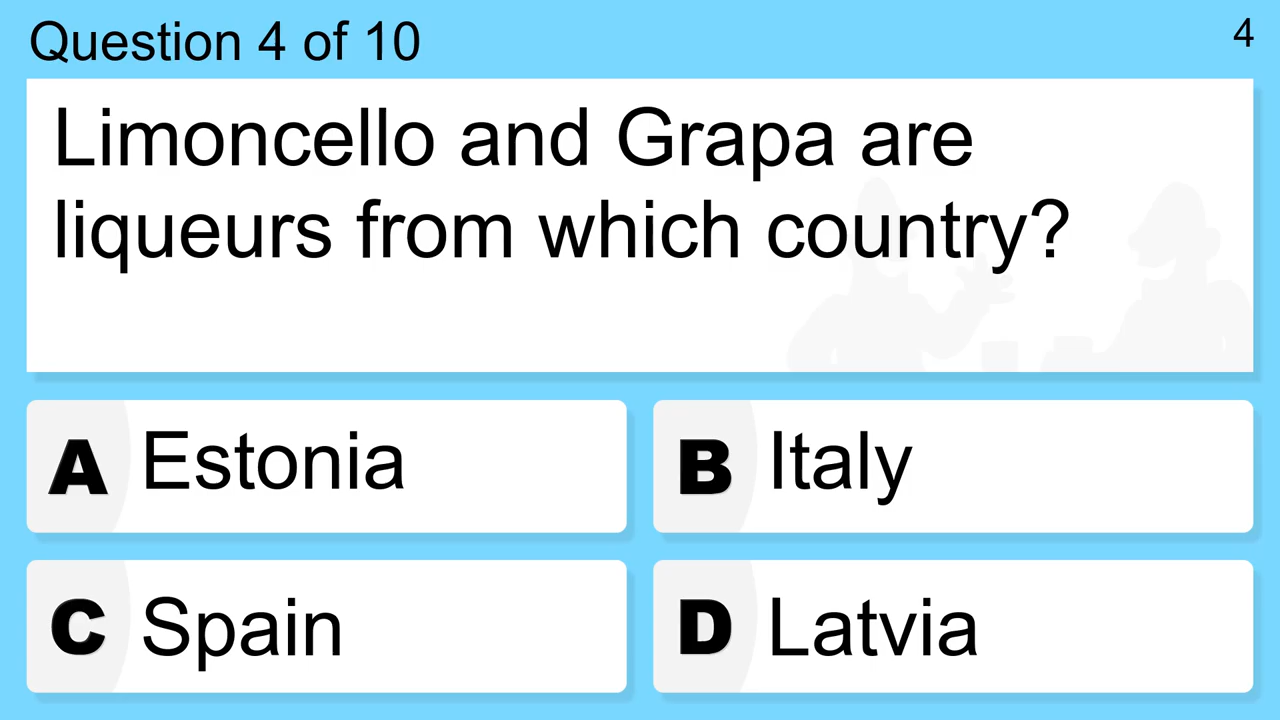 Question 4 of 10
4
Limoncello and Grapa are
liqueurs from which country?
A Estonia
B Italy
C Spain
D Latvia